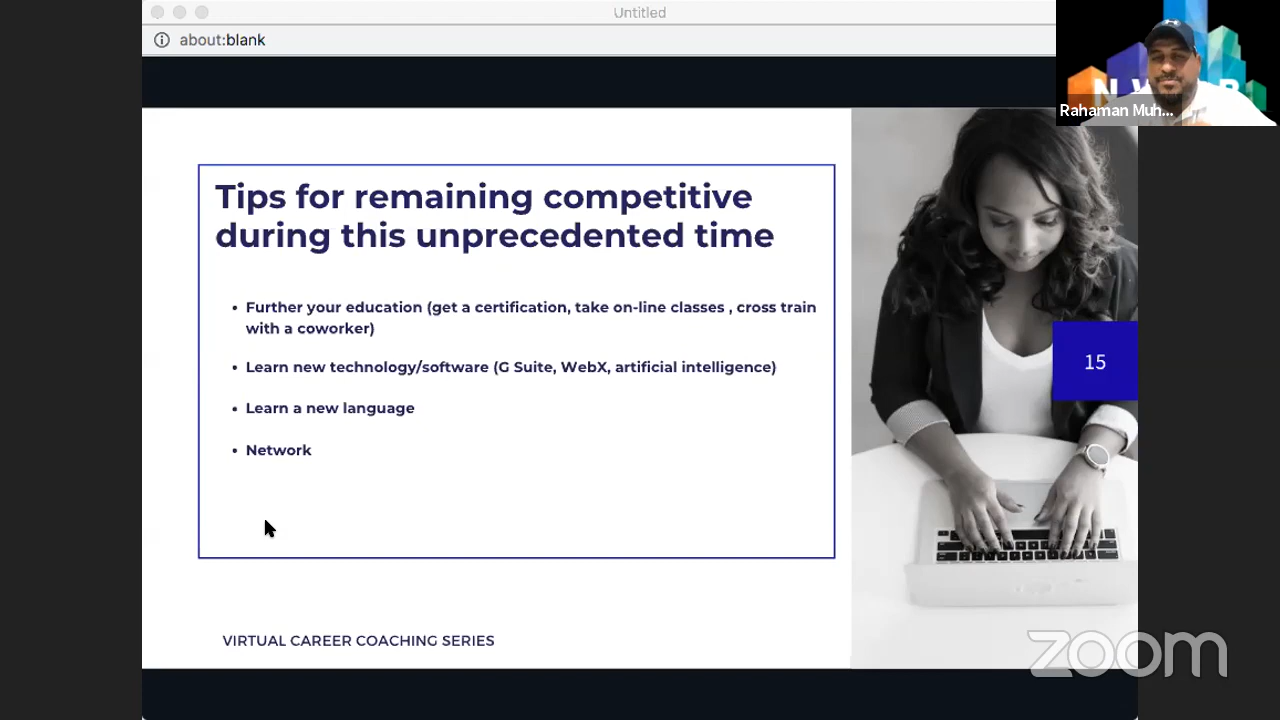 Untitled
about:blank
Rahaman Muh...
Tips for remaining competitive
during this unprecedented time
• Further your education (get a certification, take on-line classes , cross train
with a coworker)
• Learn new technology/software (G Suite, WebX, artificial intelligence)
• Learn a new language
• Network
15
VIRTUAL CAREER COACHING SERIES
zoom